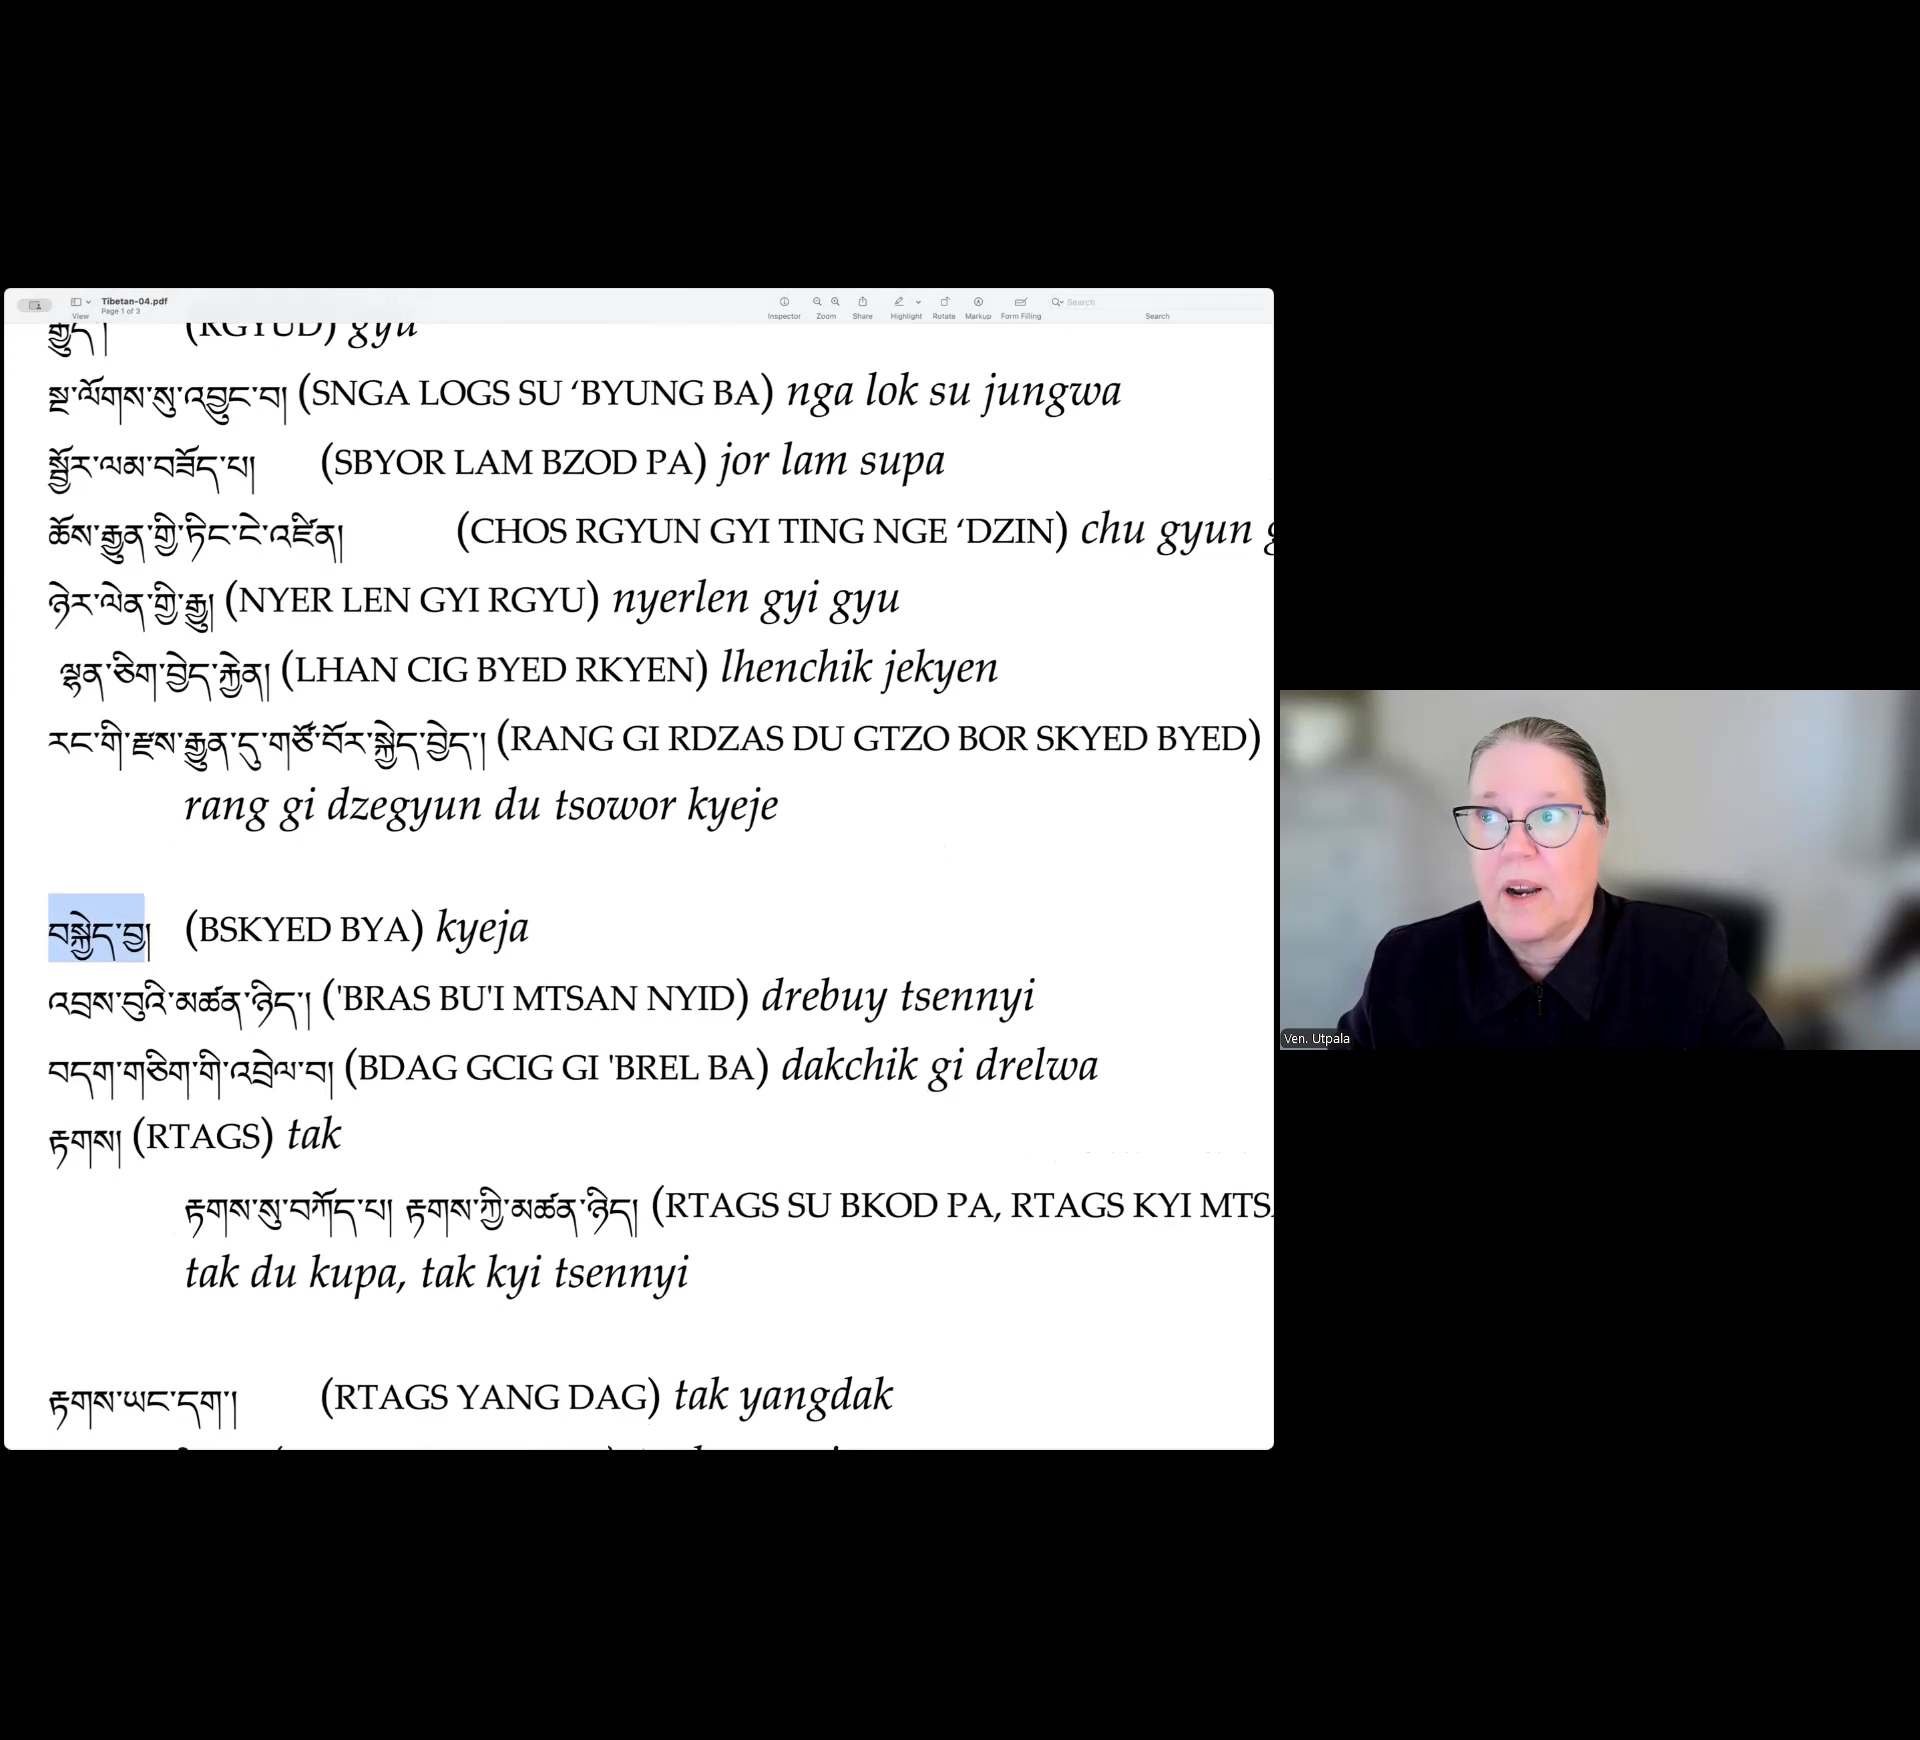 Tibetan-04.pdf
Page 1 of 3
View
Inspector
Zoom
Share
Highlight
Rotate
Markup
Form Filling
Search
Search
རྒྱུད། (RGYUD) gyu
སྔ་ལོགས་སུ་འབྱུང་བ། (SNGA LOGS SU ‘BYUNG BA) nga lok su jungwa
སྦྱོར་ལམ་བཟོད་པ། (SBYOR LAM BZOD PA) jor lam supa
ཆོས་རྒྱུན་གྱི་ཏིང་ངེ་འཛིན། (CHOS RGYUN GYI TING NGE ‘DZIN) chu gyun g
ཉེར་ལེན་གྱི་རྒྱུ། (NYER LEN GYI RGYU) nyerlen gyi gyu
ལྷན་ཅིག་བྱེད་རྐྱེན། (LHAN CIG BYED RKYEN) lhenchik jekyen
རང་གི་རྫས་རྒྱུན་དུ་གཙོ་བོར་སྐྱེད་བྱེད་། (RANG GI RDZAS DU GTZO BOR SKYED BYED)
rang gi dzegyun du tsowor kyeje
བསྐྱེད་བྱ། (BSKYED BYA) kyeja
འབྲས་བུའི་མཚན་ཉིད་། ('BRAS BU'I MTSAN NYID) drebuy tsennyi
བདག་གཅིག་གི་འབྲེལ་བ། (BDAG GCIG GI 'BREL BA) dakchik gi drelwa
རྟགས། (RTAGS) tak
རྟགས་སུ་བཀོད་པ། རྟགས་ཀྱི་མཚན་ཉིད། (RTAGS SU BKOD PA, RTAGS KYI MTS
tak du kupa, tak kyi tsennyi
རྟགས་ཡང་དག་། (RTAGS YANG DAG) tak yangdak
Ven. Utpala